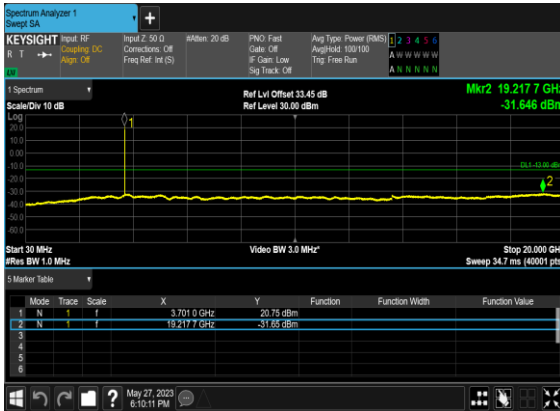 Spectrum Analyzer 1
Swept SA
+
KEYSIGHT Input: RF Input Z: 50 Ω #Atten: 20 dB PNO: Fast Avg Type: Power (RMS) 1 2 3 4 5 6
R T Coupling: DC Corrections: Off Gate: Off Avg|Hold: 100/100 A W W W W W
Align: Off Freq Ref: Int (S) IF Gain: Low Trig: Free Run
Sig Track: Off A N N N N N
1 Spectrum Ref Lvl Offset 33.45 dB Mkr2 19.217 7 GHz
Scale/Div 10 dB Ref Level 30.00 dBm -31.646 dBm
Log
20.0
10.0
0.00
-10.0
-20.0
-30.0
-40.0
-50.0
-60.0
1
DL1 -13.00 dBm
2
Start 30 MHz Video BW 3.0 MHz* Stop 20.000 GH
#Res BW 1.0 MHz Sweep 34.7 ms (40001 pts
5 Marker Table
Mode Trace Scale X Y Function Function Width Function Value
1 N 1 f 3.701 0 GHz 20.75 dBm
2 N 1 f 19.217 7 GHz -31.65 dBm
3
4
5
6
? May 27, 2023
6:10:11 PM